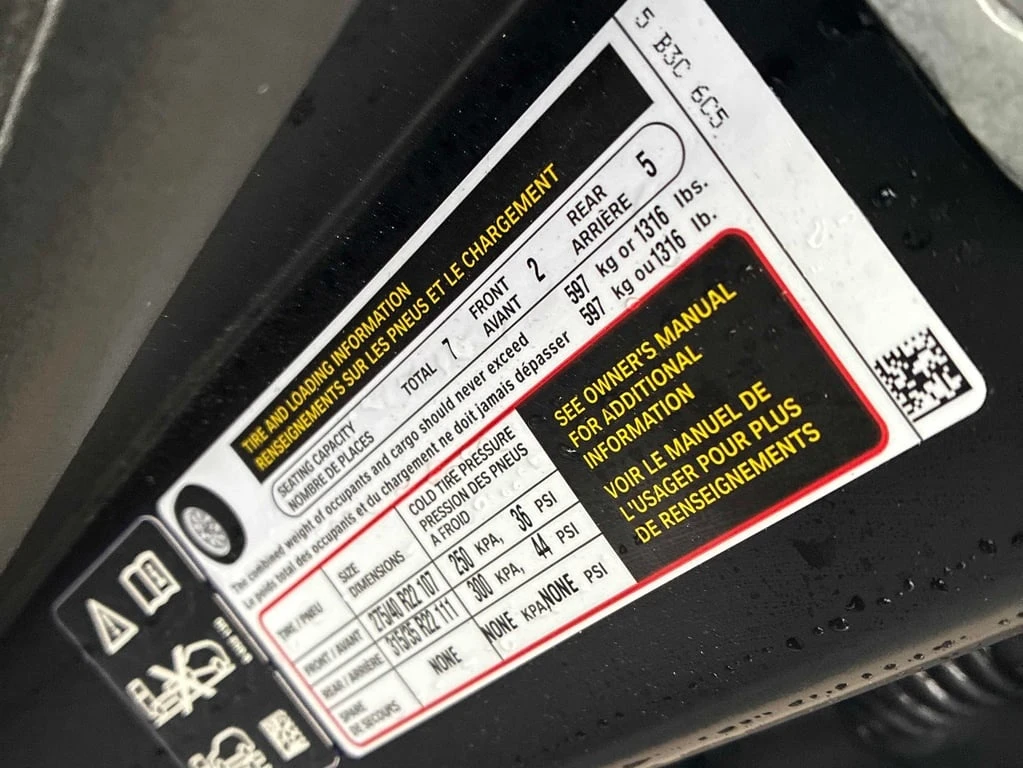 5 B3C 6C5
TIRE AND LOADING INFORMATION
RENSEIGNEMENTS SUR LES PNEUS ET LE CHARGEMENT
SEATING CAPACITY
NOMBRE DE PLACES
TOTAL 7
FRONT
AVANT 2
REAR
ARRIÈRE 5
The combined weight of occupants and cargo should never exceed 597 kg or 1316 lbs.
Le poids total des occupants et du chargement ne doit jamais dépasser 597 kg ou 1316 lb.
TIRE / PNEU
SIZE
DIMENSIONS
COLD TIRE PRESSURE
PRESSION DES PNEUS
A FROID
FRONT / AVANT 275/40 R22 107 250 KPA, 36 PSI
REAR / ARRIÈRE 315/35 R22 111 300 KPA, 44 PSI
SPARE
DE SECOURS
NONE NONE KPA, NONE PSI
SEE OWNER'S MANUAL
FOR ADDITIONAL
INFORMATION
VOIR LE MANUEL DE
L'USAGER POUR PLUS
DE RENSEIGNEMENTS